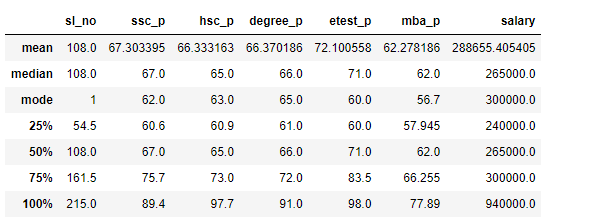 sl_no ssc_p hsc_p degree_p etest_p mba_p salary
mean 108.0 67.303395 66.333163 66.370186 72.100558 62.278186 288655.405405
median 108.0 67.0 65.0 66.0 71.0 62.0 265000.0
mode 1 62.0 63.0 65.0 60.0 56.7 300000.0
25% 54.5 60.6 60.9 61.0 60.0 57.945 240000.0
50% 108.0 67.0 65.0 66.0 71.0 62.0 265000.0
75% 161.5 75.7 73.0 72.0 83.5 66.255 300000.0
100% 215.0 89.4 97.7 91.0 98.0 77.89 940000.0